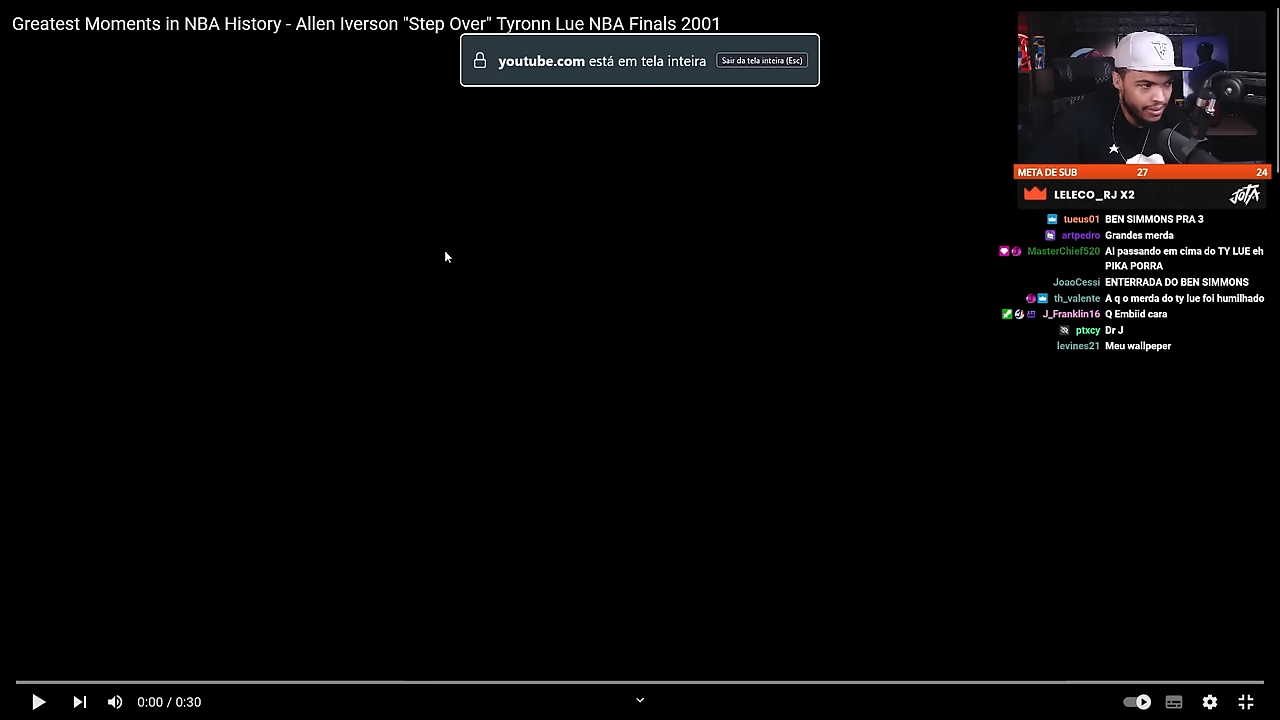 Greatest Moments in NBA History - Allen Iverson "Step Over" Tyronn Lue NBA Finals 2001
youtube.com está em tela inteira
Sair da tela inteira (Esc)
META DE SUB 27 24
LELECO_RJ X2
JOTA
tueus01 BEN SIMMONS PRA 3
artpedro Grandes merda
MasterChief520 AI passando em cima do TY LUE eh
PIKA PORRA
JoaoCessi ENTERRADA DO BEN SIMMONS
th_valente A q o merda do ty lue foi humilhado
J_Franklin16 Q Embiid cara
ptxcy Dr J
levines21 Meu wallpeper
0:00 / 0:30